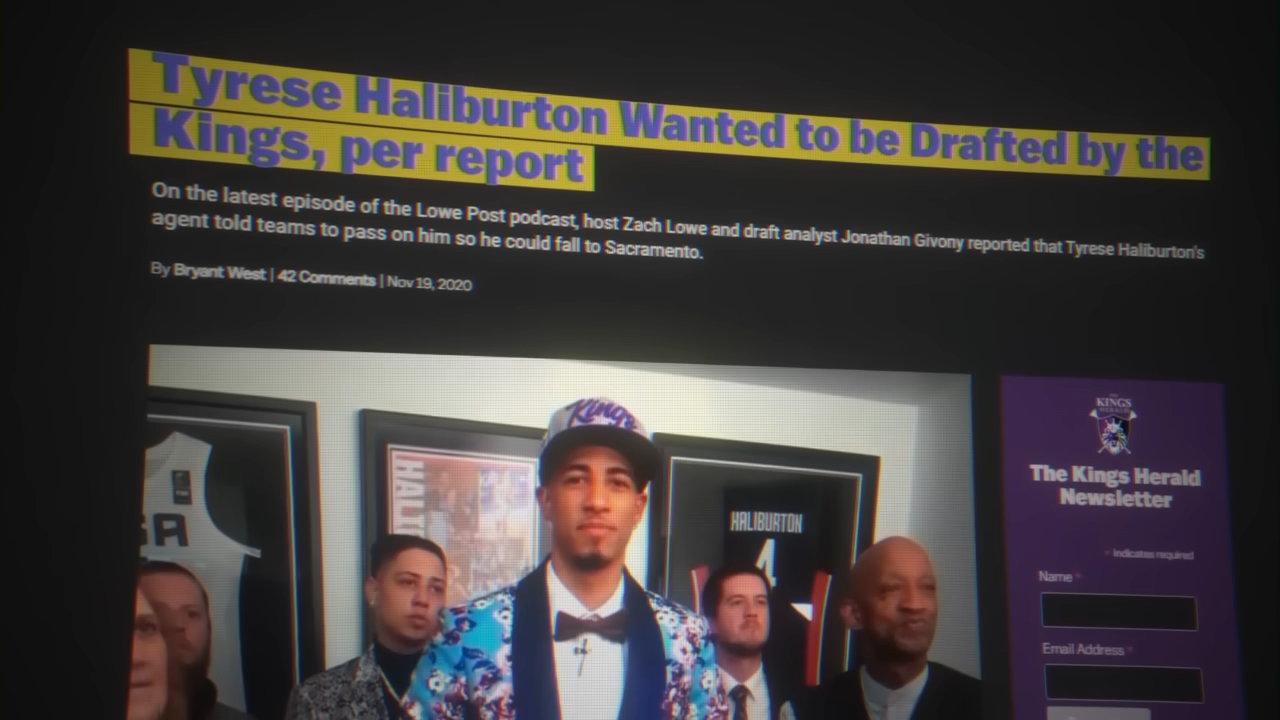 Tyrese Haliburton Wanted to be Drafted by the
Kings, per report
On the latest episode of the Lowe Post podcast, host Zach Lowe and draft analyst Jonathan Givony reported that Tyrese Haliburton's
agent told teams to pass on him so he could fall to Sacramento.
By Bryant West | 42 Comments | Nov 19, 2020
Kings
HALIBURTON
4
KINGS
HERALD
The Kings Herald
Newsletter
* indicates required
Name *
Email Address *